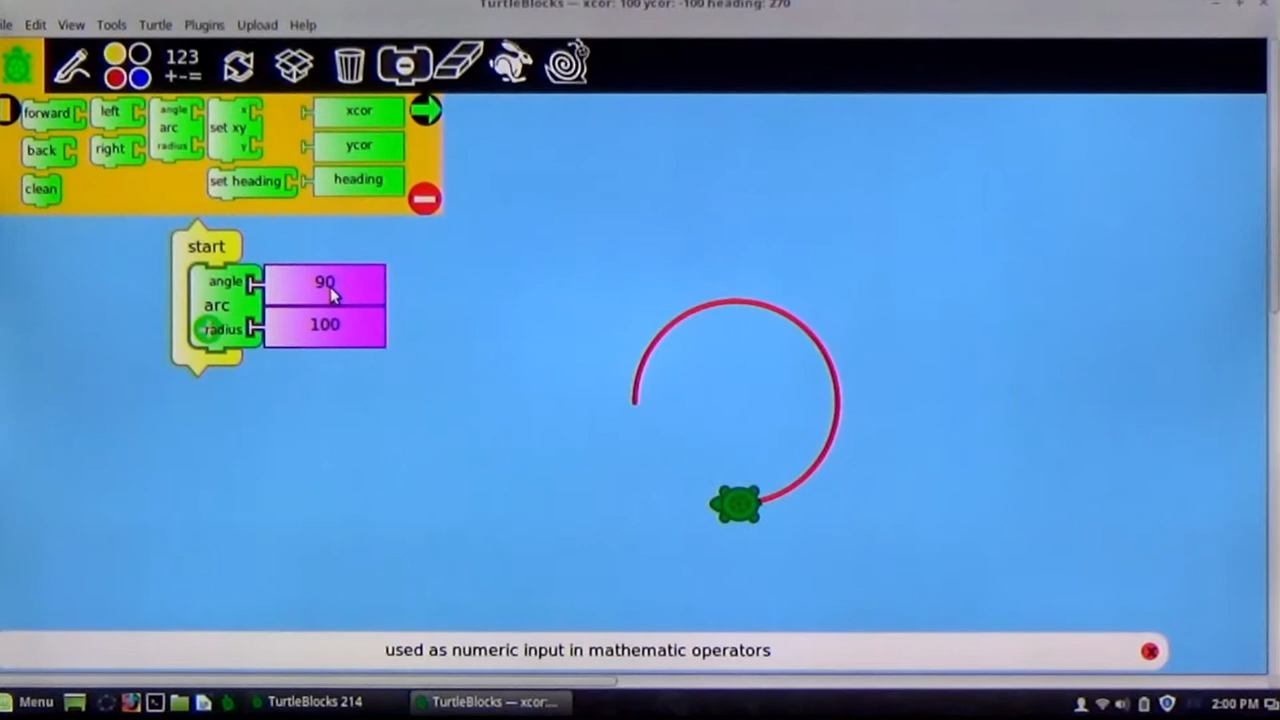 TurtleBlocks — xcor: 100 ycor: -100 heading: 270
ile Edit View Tools Turtle Plugins Upload Help
123
+-=
forward left angle arc radius set xy x y xcor
back right ycor
clean set heading heading
start
angle 90
arc
radius 100
used as numeric input in mathematic operators
Menu TurtleBlocks 214 TurtleBlocks — xcor:... 2:00 PM